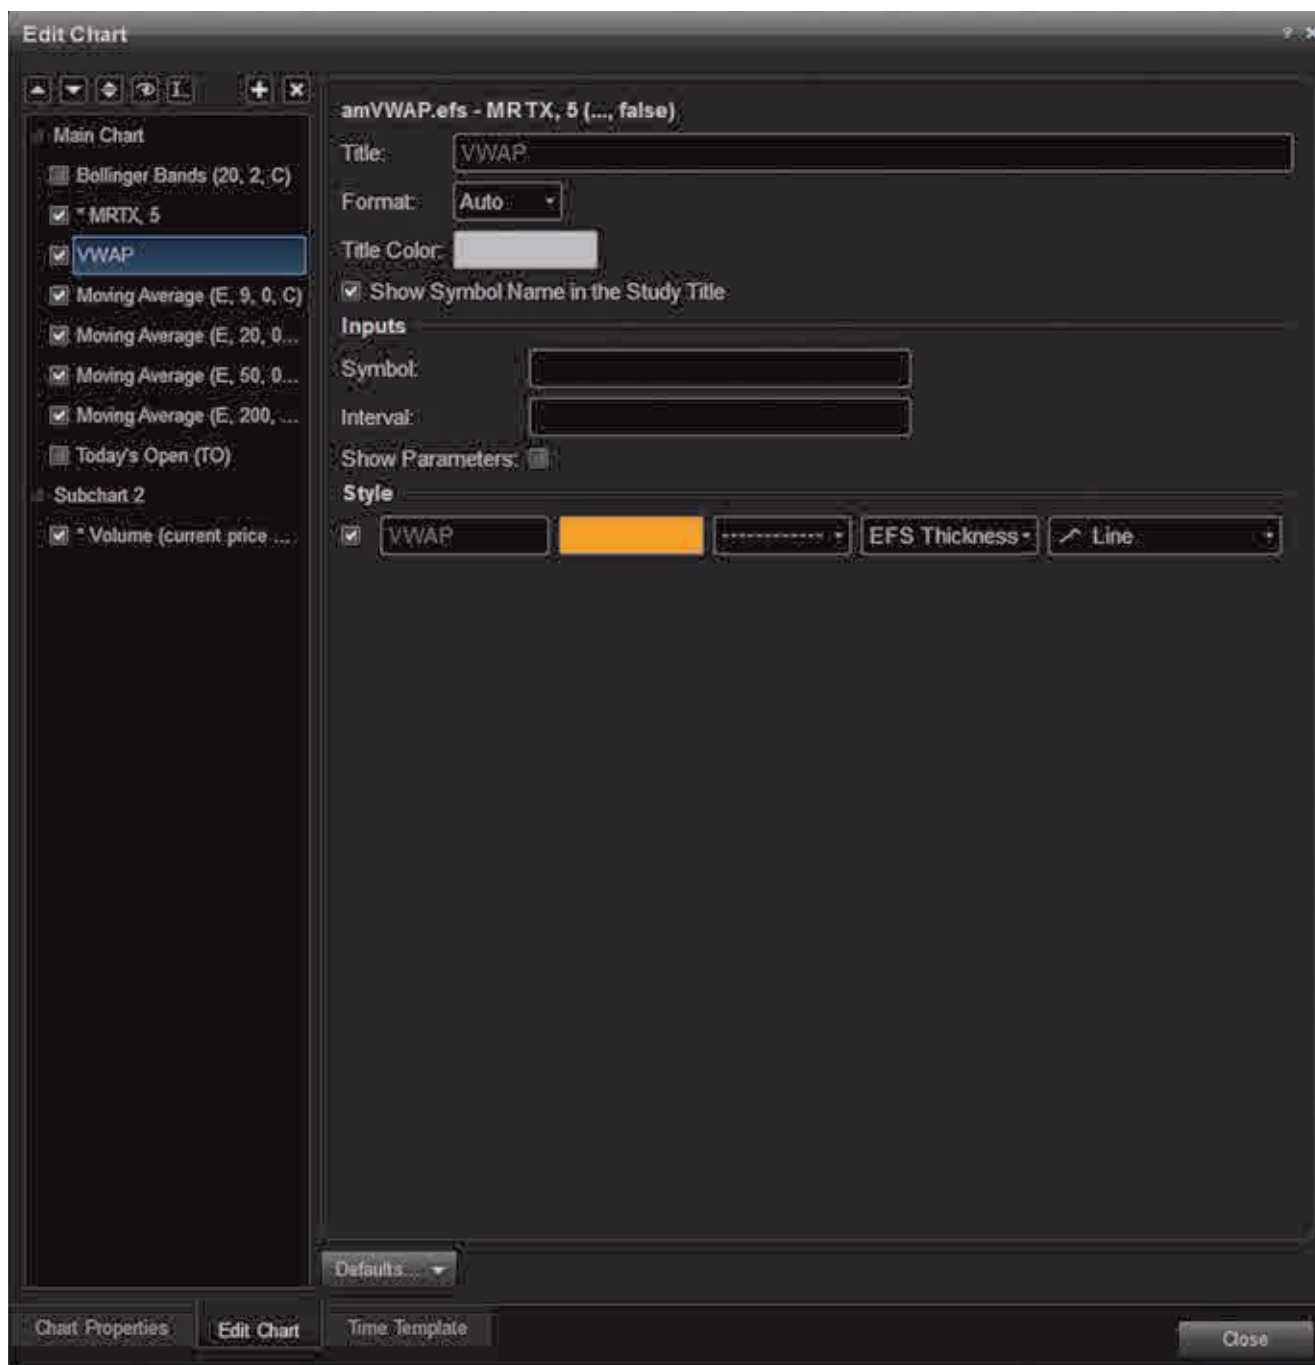 Edit Chart
Main Chart
Bollinger Bands (20, 2, C)
* MRTX, 5
VWAP
Moving Average (E, 9, 0, C)
Moving Average (E, 20, 0...
Moving Average (E, 50, 0...
Moving Average (E, 200, ...
Today's Open (TO)
Subchart 2
* Volume (current price ...
amVWAP.efs - MRTX, 5 (..., false)
Title: VWAP
Format: Auto
Title Color:
Show Symbol Name in the Study Title
Inputs
Symbol:
Interval:
Show Parameters:
Style
VWAP EFS Thickness Line
Defaults...
Chart Properties Edit Chart Time Template Close